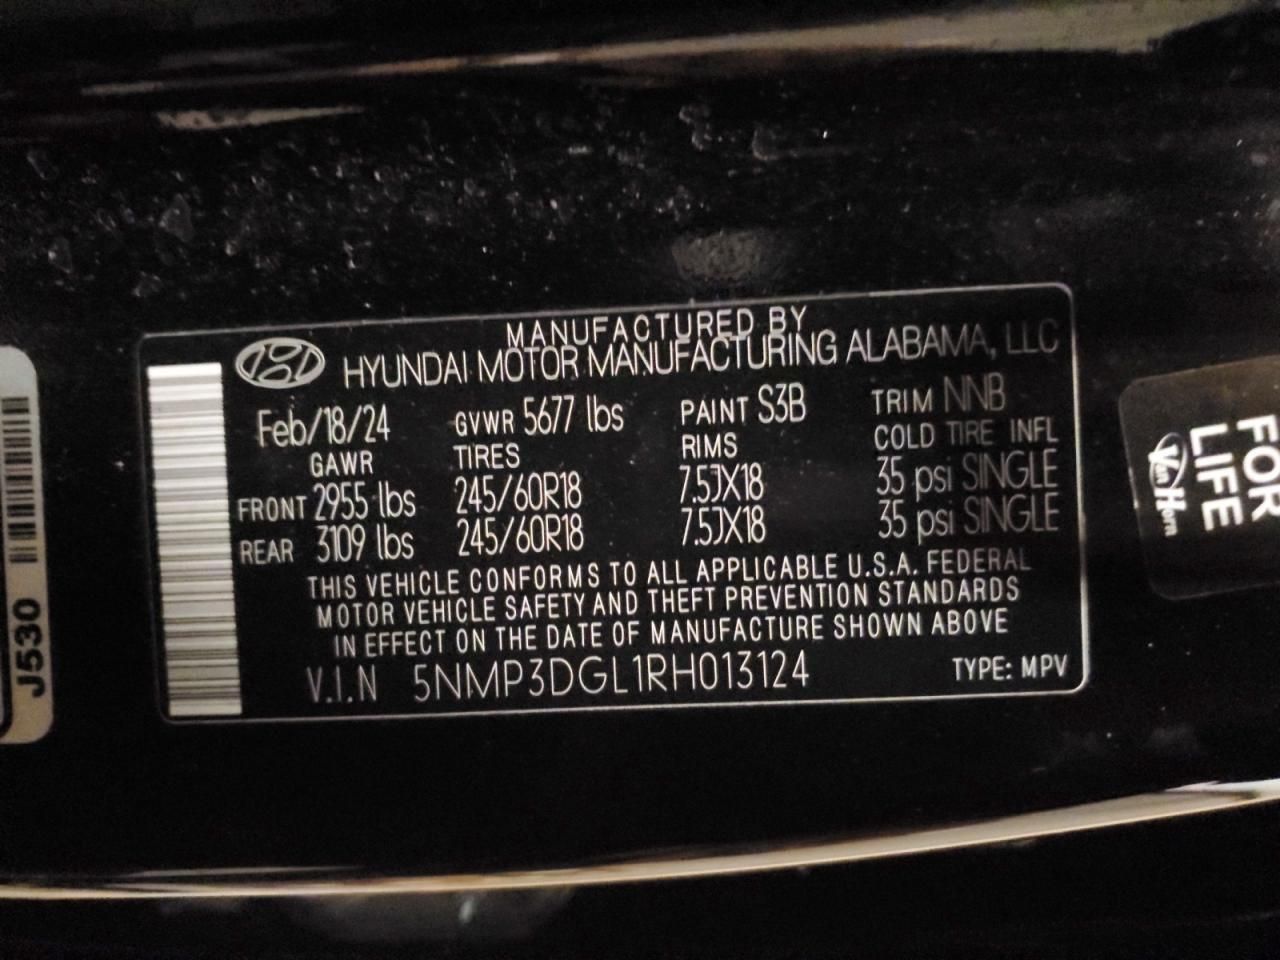 MANUFACTURED BY
HYUNDAI MOTOR MANUFACTURING ALABAMA, LLC
Feb/18/24 GVWR 5677 lbs PAINT S3B TRIM NNB
GAWR TIRES RIMS COLD TIRE INFL
FRONT 2955 lbs 245/60R18 7.5JX18 35 psi SINGLE
REAR 3109 lbs 245/60R18 7.5JX18 35 psi SINGLE
THIS VEHICLE CONFORMS TO ALL APPLICABLE U.S.A. FEDERAL
MOTOR VEHICLE SAFETY AND THEFT PREVENTION STANDARDS
IN EFFECT ON THE DATE OF MANUFACTURE SHOWN ABOVE
V.I.N 5NMP3DGL1RH013124 TYPE: MPV
J530
FOR
LIFE
Van Horn